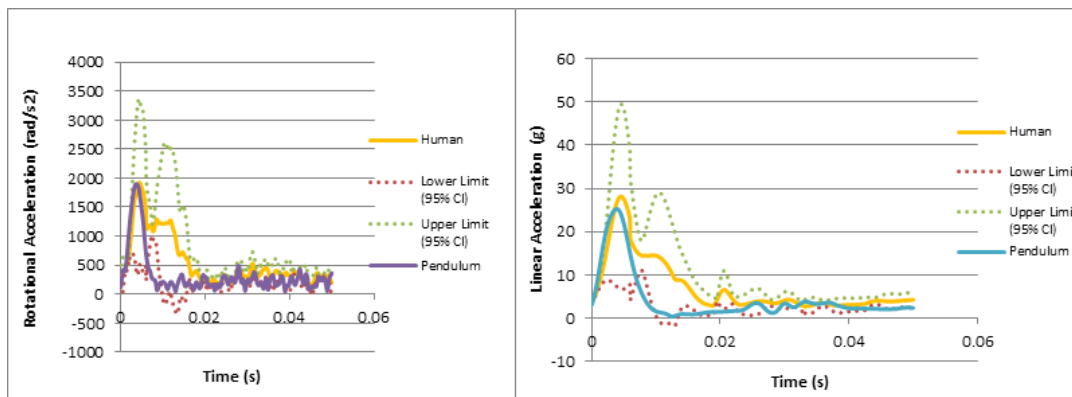 Rotational Acceleration (rad/s2)
4000
3500
3000
2500
2000
1500
1000
500
0
-500
-1000
0
0.02
0.04
0.06
Time (s)
Human
Lower Limit
(95% CI)
Upper Limit
(95% CI)
Pendulum
Linear Acceleration (g)
60
50
40
30
20
10
0
-10
0
0.02
0.04
0.06
Time (s)
Human
Lower Limit
(95% CI)
Upper Limit
(95% CI)
Pendulum